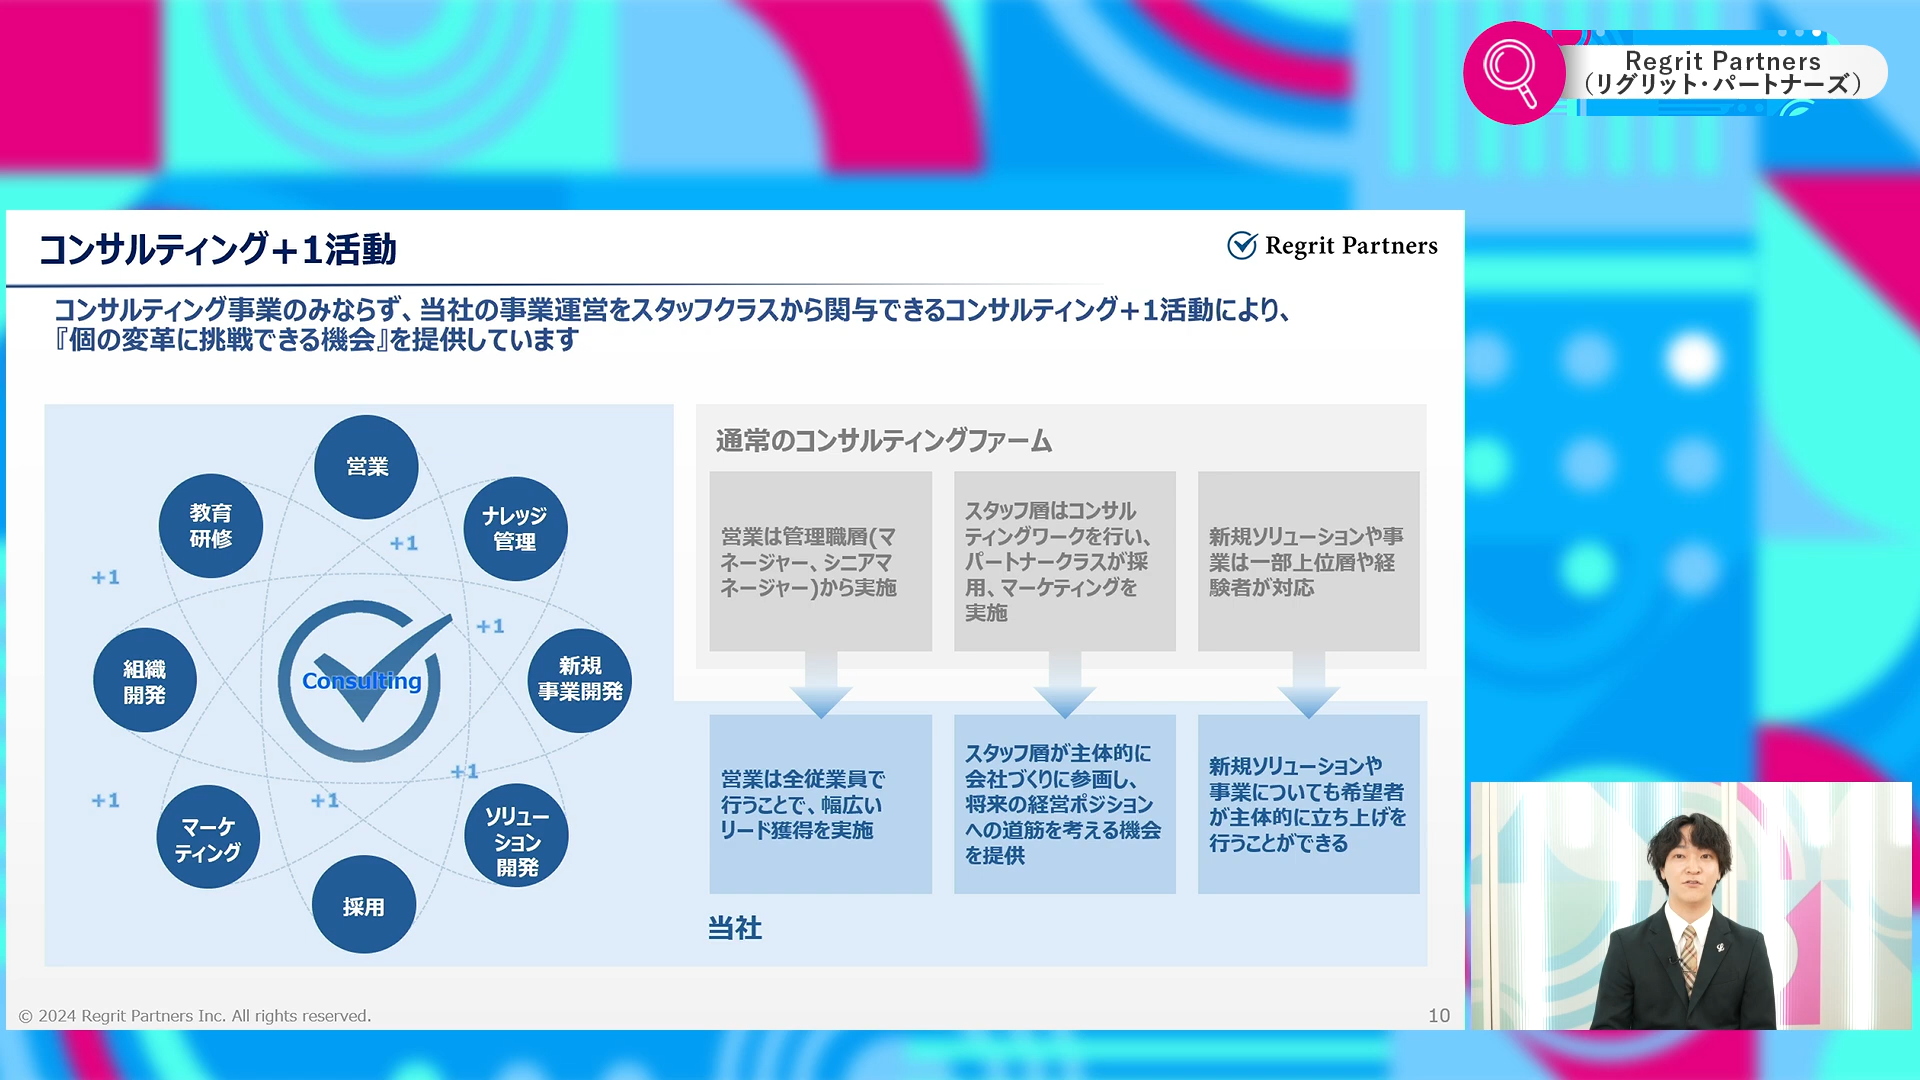 Regrit Partners
（リグリット・パートナーズ）
コンサルティング＋1活動
Regrit Partners
コンサルティング事業のみならず、当社の事業運営をスタッフクラスから関与できるコンサルティング＋1活動により、
『個の変革に挑戦できる機会』を提供しています
営業
教育
研修
ナレッジ
管理
+1
+1
+1
組織
開発
Consulting
新規
事業開発
+1
+1
+1
マーケ
ティング
ソリュー
ション
開発
採用
通常のコンサルティングファーム
営業は管理職層(マ
ネージャー、シニアマ
ネージャー)から実施
スタッフ層はコンサル
ティングワークを行い、
パートナークラスが採
用、マーケティングを
実施
新規ソリューションや事
業は一部上位層や経
験者が対応
営業は全従業員で
行うことで、幅広い
リード獲得を実施
スタッフ層が主体的に
会社づくりに参画し、
将来の経営ポジション
への道筋を考える機会
を提供
新規ソリューションや
事業についても希望者
が主体的に立ち上げを
行うことができる
当社
© 2024 Regrit Partners Inc. All rights reserved.
10